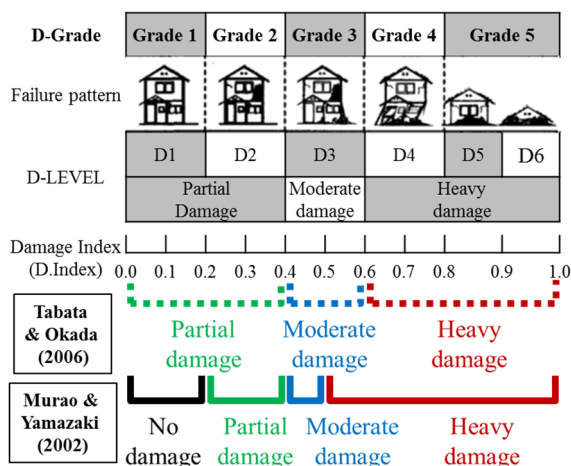 D-Grade Grade 1 Grade 2 Grade 3 Grade 4 Grade 5
Failure pattern
D-LEVEL D1 D2 D3 D4 D5 D6
Partial Damage
Moderate damage
Heavy damage
Damage Index
(D.Index) 0.0 0.1 0.2 0.3 0.4 0.5 0.6 0.7 0.8 0.9 1.0
Tabata
& Okada
(2006)
Partial
damage
Moderate
damage
Heavy
damage
Murao &
Yamazaki
(2002)
No
damage
Partial
damage
Moderate
damage
Heavy
damage